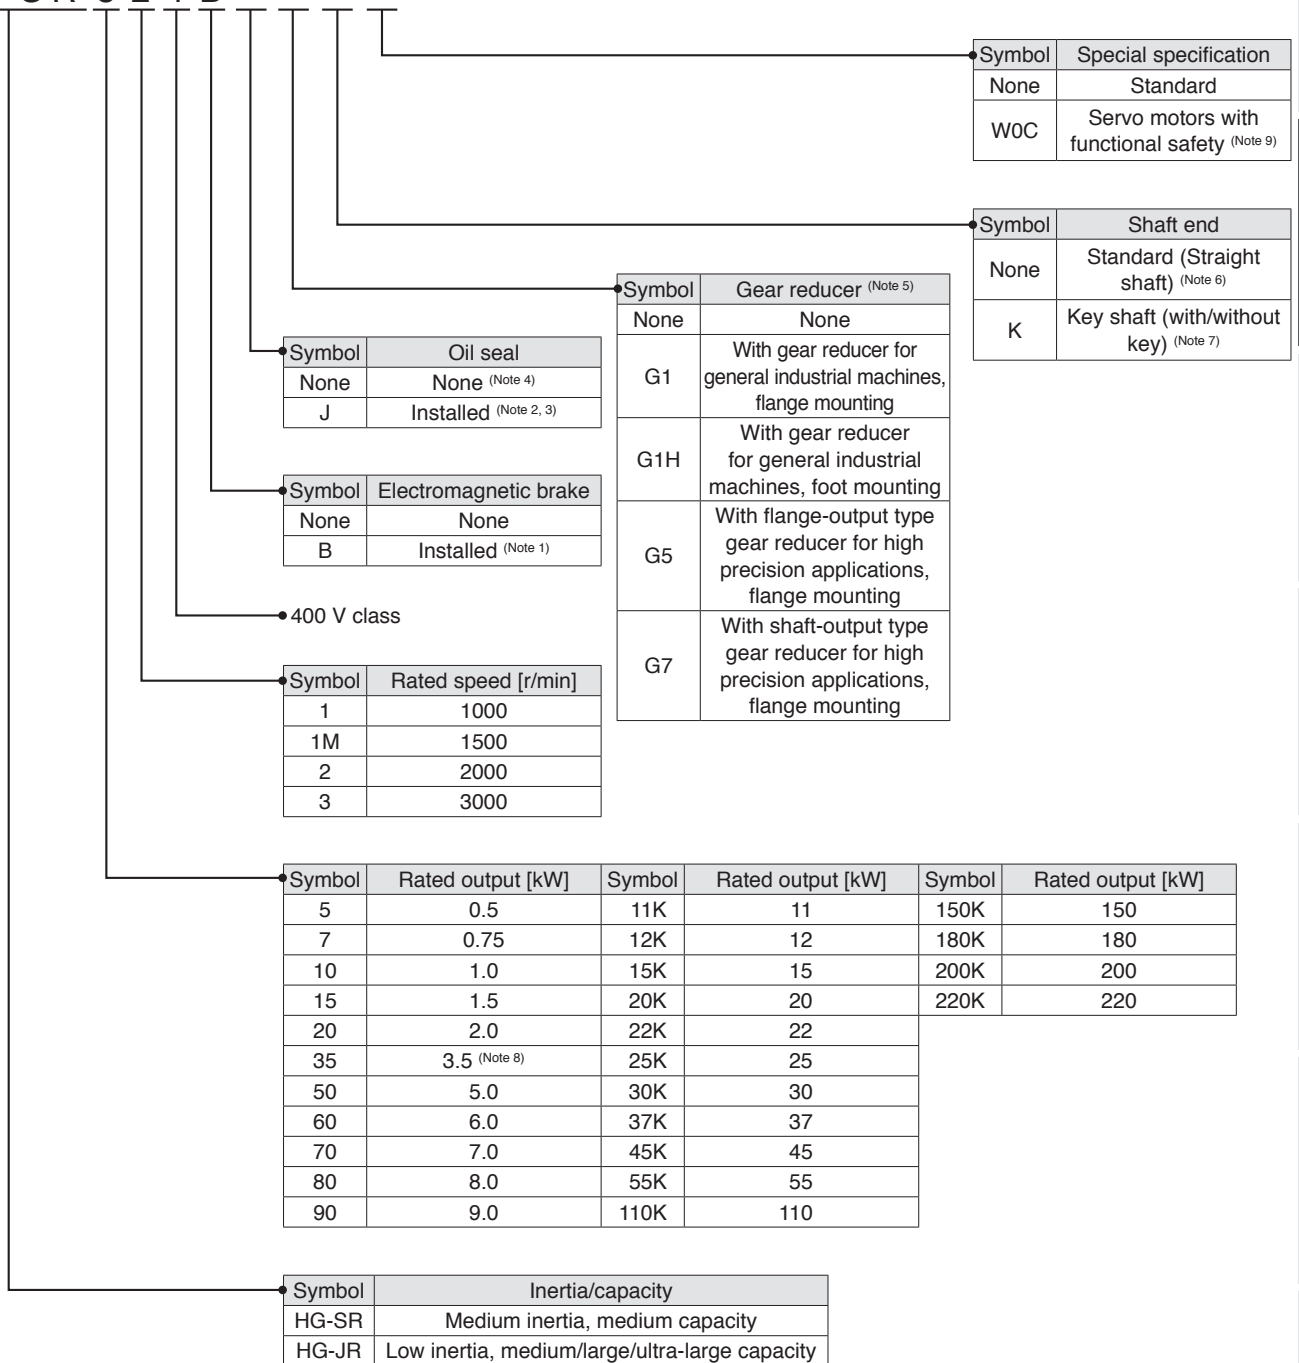 Symbol Special specification
None Standard
W0C Servo motors with
functional safety (Note 9)
Symbol Shaft end
None Standard (Straight
shaft) (Note 6)
K Key shaft (with/without
key) (Note 7)
Symbol Gear reducer (Note 5)
None None
G1 With gear reducer for
general industrial machines,
flange mounting
G1H With gear reducer
for general industrial
machines, foot mounting
G5 With flange-output type
gear reducer for high
precision applications,
flange mounting
G7 With shaft-output type
gear reducer for high
precision applications,
flange mounting
Symbol Oil seal
None None (Note 4)
J Installed (Note 2, 3)
Symbol Electromagnetic brake
None None
B Installed (Note 1)
400 V class
Symbol Rated speed [r/min]
1 1000
1M 1500
2 2000
3 3000
Symbol Rated output [kW] Symbol Rated output [kW] Symbol Rated output [kW]
5 0.5 11K 11 150K 150
7 0.75 12K 12 180K 180
10 1.0 15K 15 200K 200
15 1.5 20K 20 220K 220
20 2.0 22K 22
35 3.5 (Note 8) 25K 25
50 5.0 30K 30
60 6.0 37K 37
70 7.0 45K 45
80 8.0 55K 55
90 9.0 110K 110
Symbol Inertia/capacity
HG-SR Medium inertia, medium capacity
HG-JR Low inertia, medium/large/ultra-large capacity